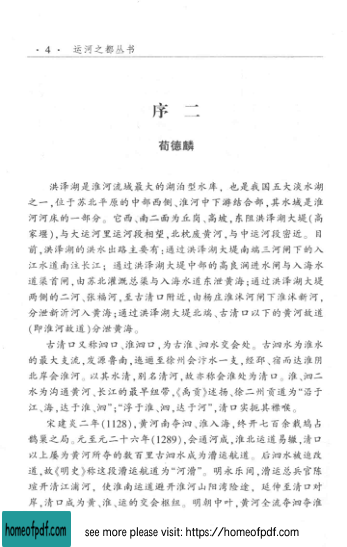 · 4 · 运河之都丛书
序 二
荀德麟
洪泽湖是淮河流域最大的湖泊型水库，也是我国五大淡水湖
之一，位于苏北平原的中部西侧、淮河中下游结合部，其水域是淮
河河床的一部分。它西、南二面为丘岗、高坡，东阻洪泽湖大堤（高
家堰），与大运河里运河段相望，北枕废黄河，与中运河段密近。目
前，洪泽湖的洪水出路主要有：通过洪泽湖大堤南端三河闸下的入
江水道南注长江；通过洪泽湖大堤中部的高良涧进水闸与入海水
道渠首闸，由苏北灌溉总渠与入海水道东泄黄海；通过洪泽湖大堤
两侧的二河、张福河，至古清口附近，由杨庄淮沭河闸下淮沭新河，
分泄新沂河入黄海；通过洪泽湖大堤北端、古清口以下的黄河故道
（即淮河故道）分泄黄海。
古清口又称泗口、淮泗口，为古淮、泗水交会处。古泗水为淮水
的最大支流，发源鲁南，逶迤至徐州会汴水一支，经邳、宿而达淮阴
北岸会淮河。以其水清，别名清河，故亦称会淮处为清口。淮、泗二
水为沟通黄河、长江的最早纽带，《禹贡》述扬、徐二州贡道为“沿于
江、海，达于淮、泗”；“浮于淮、泗，达于河”，清口实扼其襟喉。
宋建炎二年（1128），黄河南夺泗、淮入海，终开七百余载鸠占
鹊巢之局。元至元二十六年（1289），会通河成，淮北运道易辙，清口
以上屡为黄河所夺的数百里古泗水成为漕运航道。后泗水被迫改
道，故《明史》称这段漕运航道为“河漕”。明永乐间，漕运总兵官陈
瑄开清江浦河，使淮南运道避开淮河山阳湾险途，延伸至清口对
岸，清口成为黄、淮、运的交会枢纽。明朝中叶，黄河全流夺泗夺淮
homeofpdf.com
see more please visit: https://homeofpdf.com